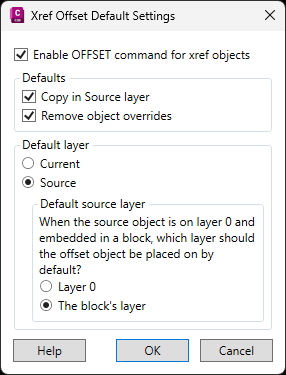 Xref Offset Default Settings
Enable OFFSET command for xref objects
Defaults
Copy in Source layer
Remove object overrides
Default layer
Current
Source
Default source layer
When the source object is on layer 0 and
embedded in a block, which layer should
the offset object be placed on by
default?
Layer 0
The block's layer
Help
OK
Cancel